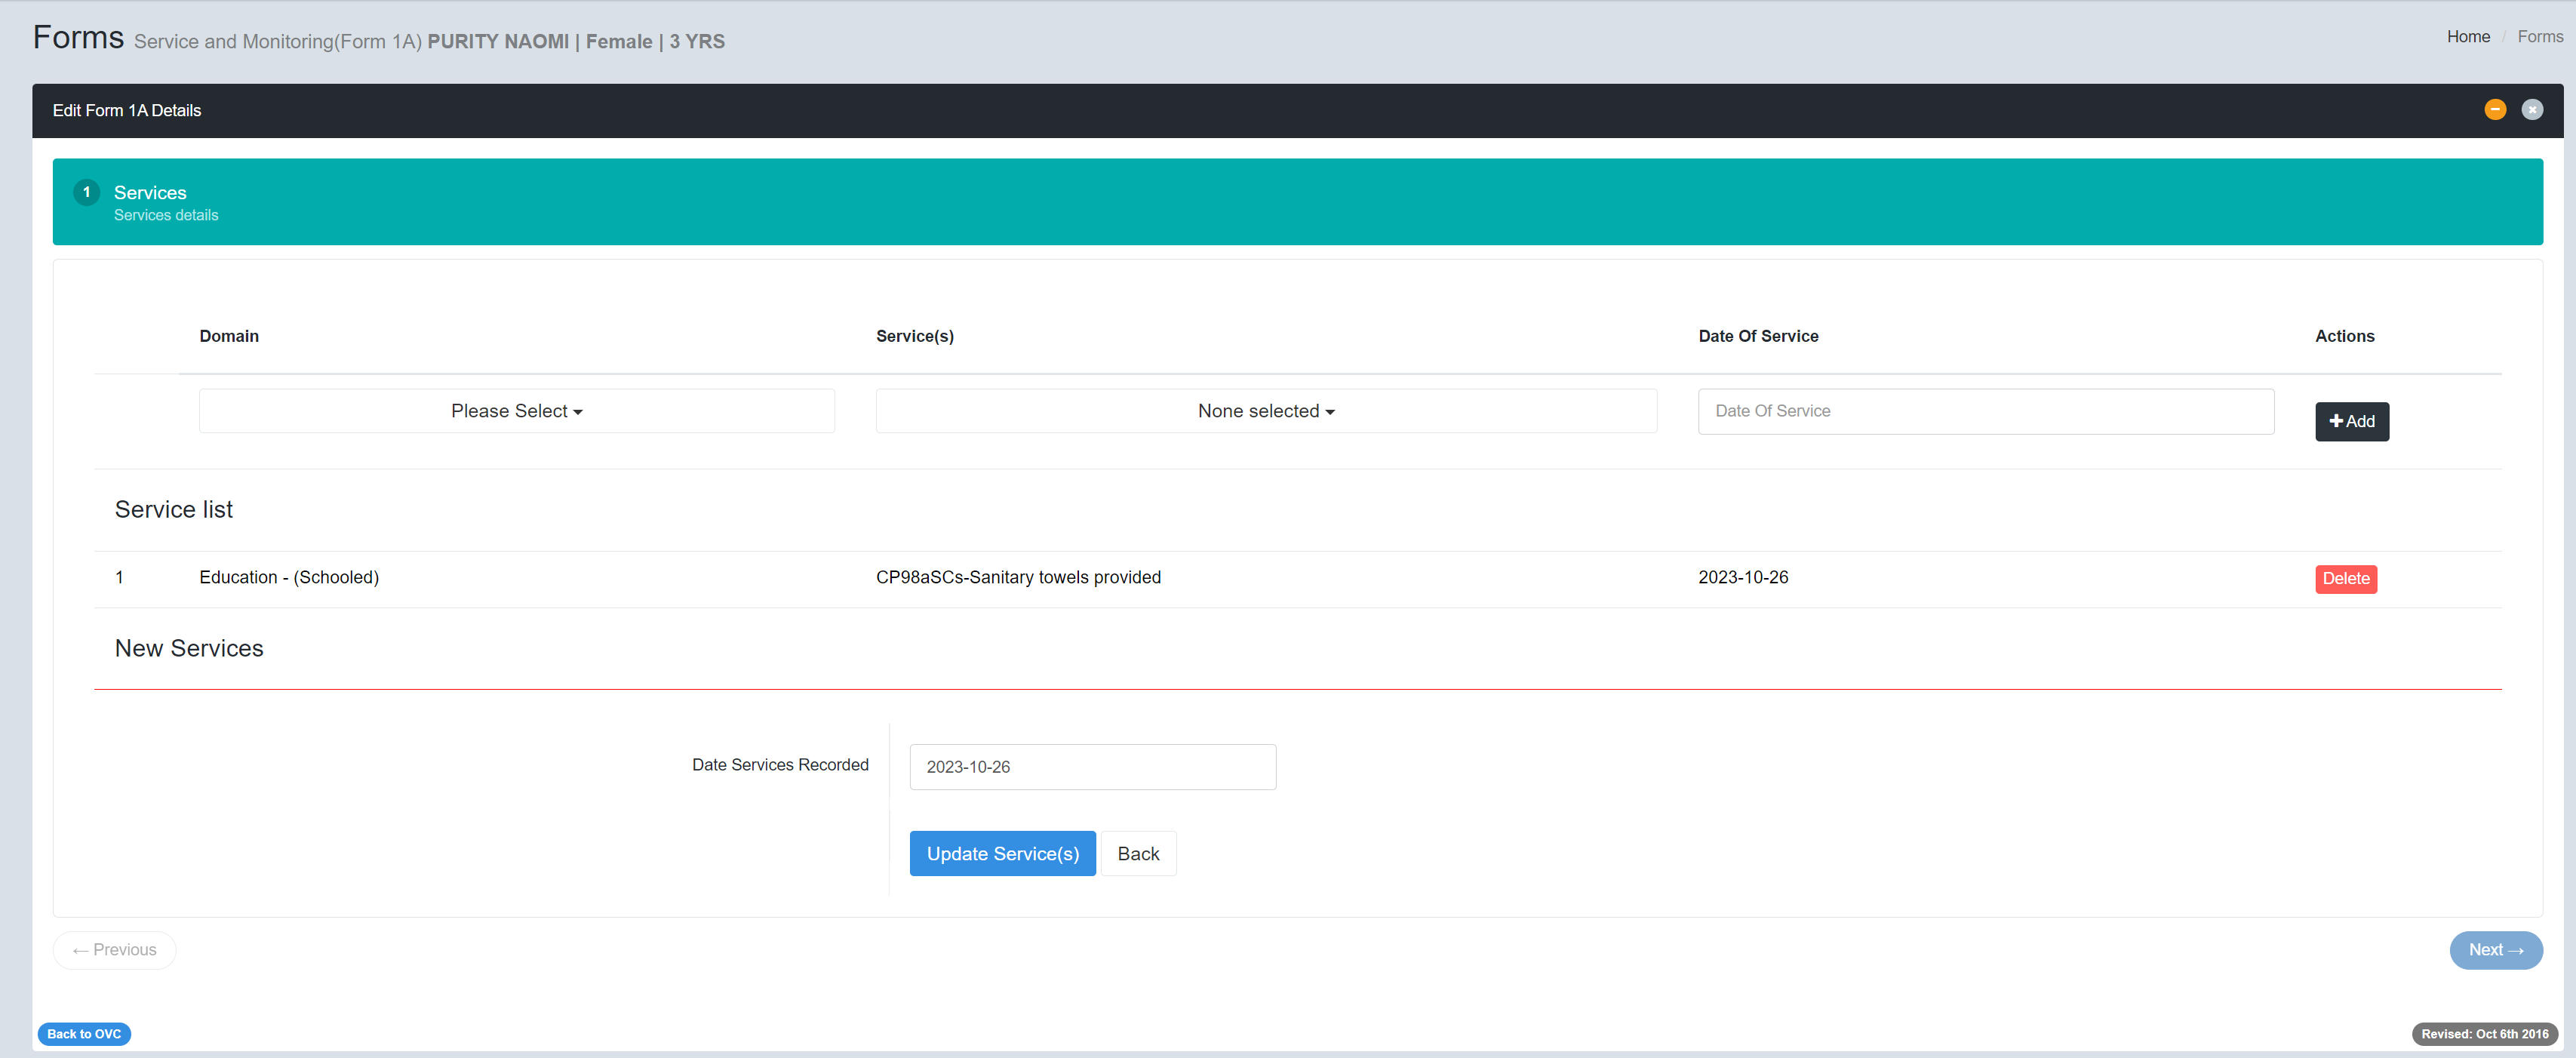 Forms Service and Monitoring(Form 1A) PURITY NAOMI | Female | 3 YRS
Home / Forms
Edit Form 1A Details
1 Services
Services details
Domain Service(s) Date Of Service Actions
Please Select None selected Date Of Service + Add
Service list
1 Education - (Schooled) CP98aSCs-Sanitary towels provided 2023-10-26 Delete
New Services
Date Services Recorded 2023-10-26
Update Service(s) Back
← Previous Next →
Back to OVC Revised: Oct 6th 2016